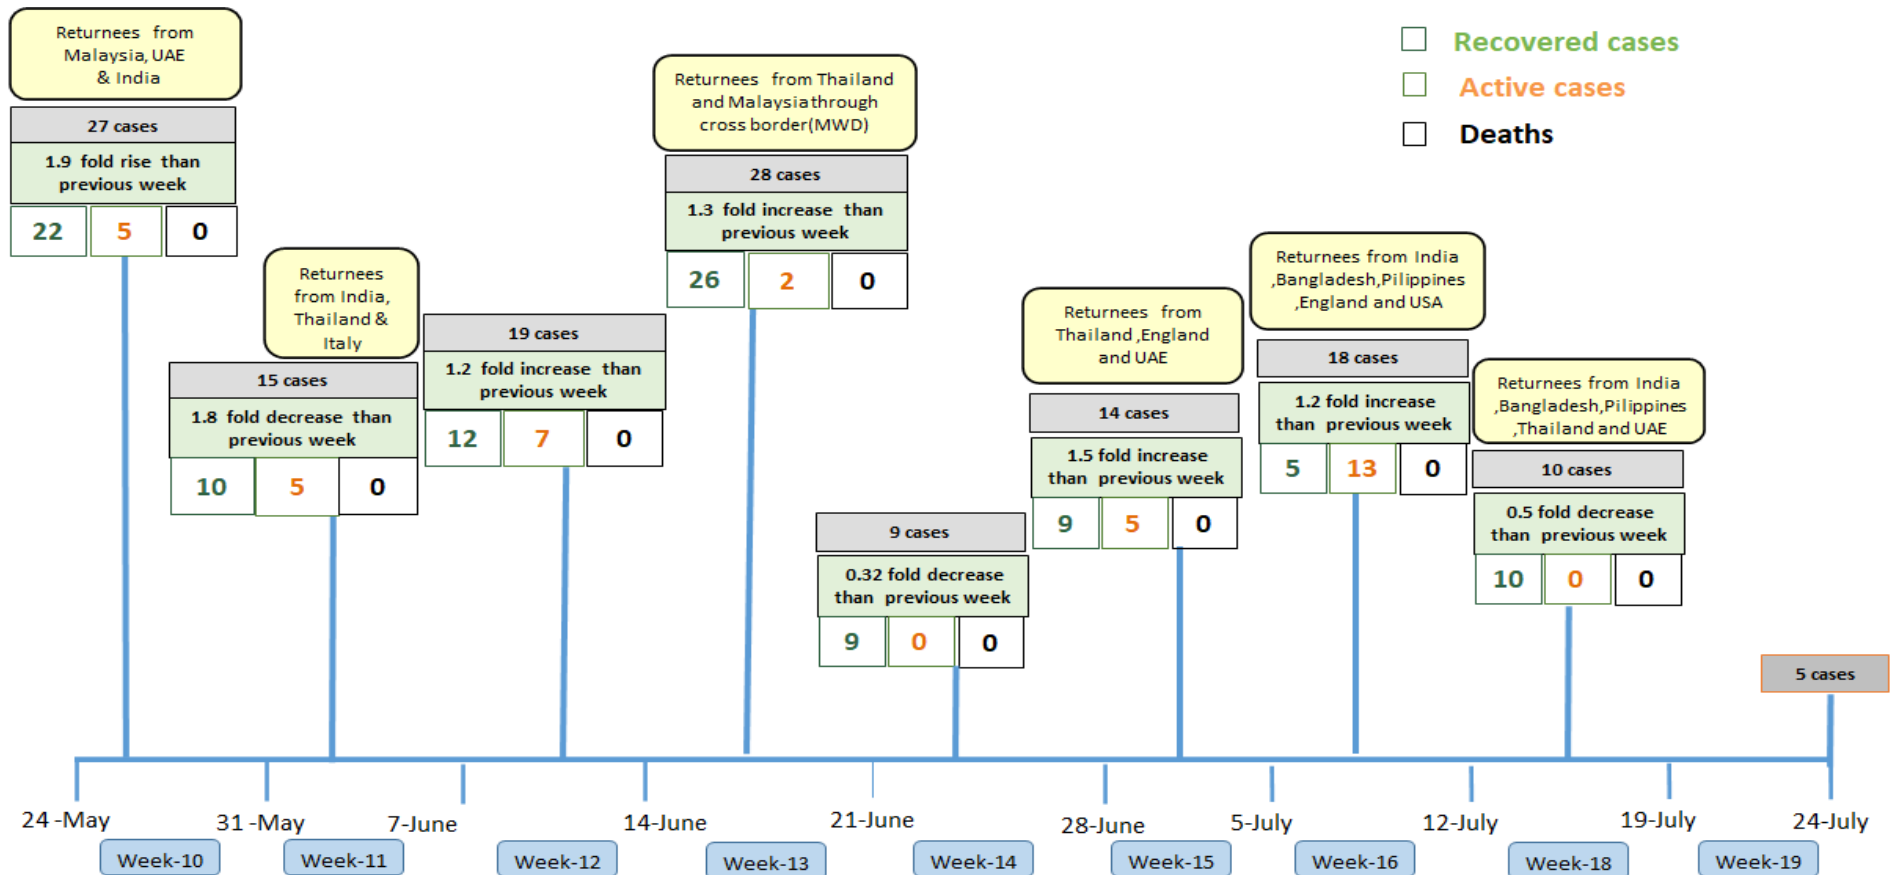 Returnees from
Malaysia, UAE
& India
27 cases
1.9 fold rise than
previous week
22 5 0
Returnees
from India,
Thailand &
Italy
15 cases
1.8 fold decrease than
previous week
10 5 0
19 cases
1.2 fold increase than
previous week
12 7 0
Returnees from Thailand
and Malaysiathrough
cross border(MWD)
28 cases
1.3 fold increase than
previous week
26 2 0
9 cases
0.32 fold decrease
than previous week
9 0 0
Returnees from
Thailand ,England
and UAE
14 cases
1.5 fold increase
than previous week
9 5 0
Returnees from India
,Bangladesh,Pilippines
,England and USA
18 cases
1.2 fold increase
than previous week
5 13 0
Returnees from India
,Bangladesh,Pilippines
,Thailand and UAE
10 cases
0.5 fold decrease
than previous week
10 0 0
5 cases
Recovered cases
Active cases
Deaths
24 -May 31 -May 7-June 14-June 21-June 28-June 5-July 12-July 19-July 24-July
Week-10 Week-11 Week-12 Week-13 Week-14 Week-15 Week-16 Week-18 Week-19